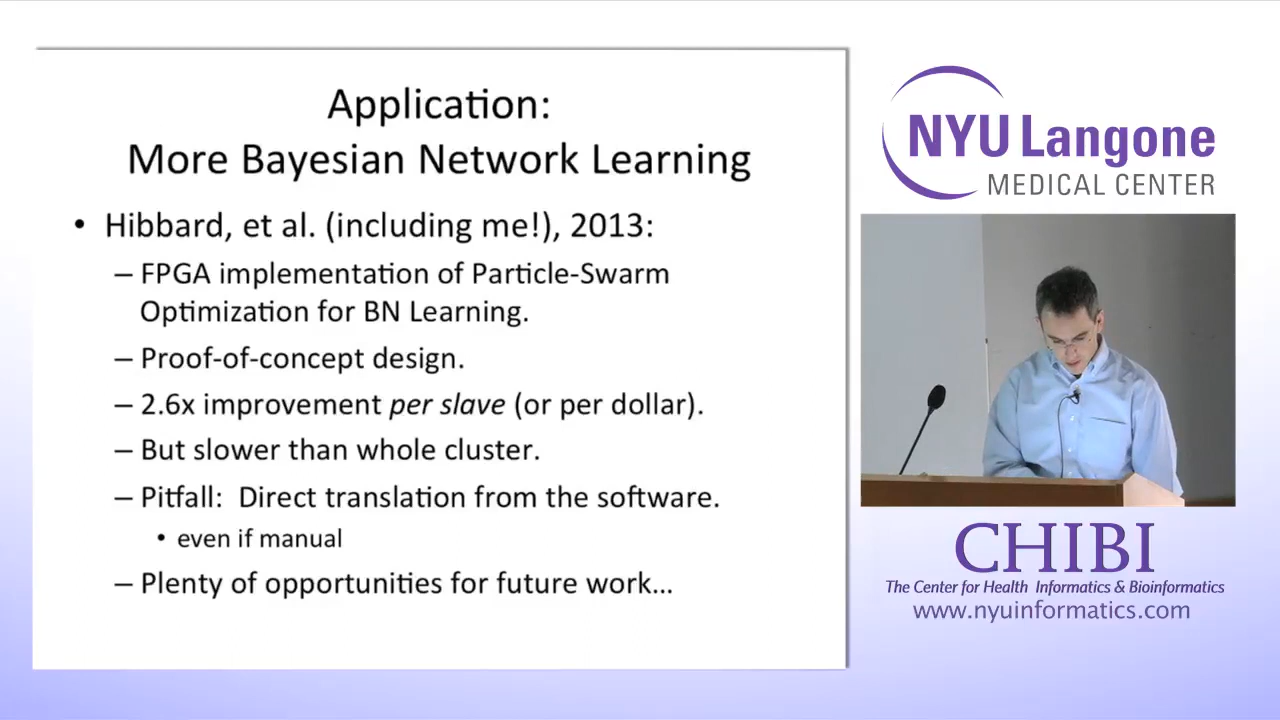 Application:
More Bayesian Network Learning
• Hibbard, et al. (including me!), 2013:
– FPGA implementation of Particle-Swarm
Optimization for BN Learning.
– Proof-of-concept design.
– 2.6x improvement per slave (or per dollar).
– But slower than whole cluster.
– Pitfall: Direct translation from the software.
• even if manual
– Plenty of opportunities for future work...
NYU Langone
MEDICAL CENTER
CHIBI
The Center for Health Informatics & Bioinformatics
www.nyuinformatics.com